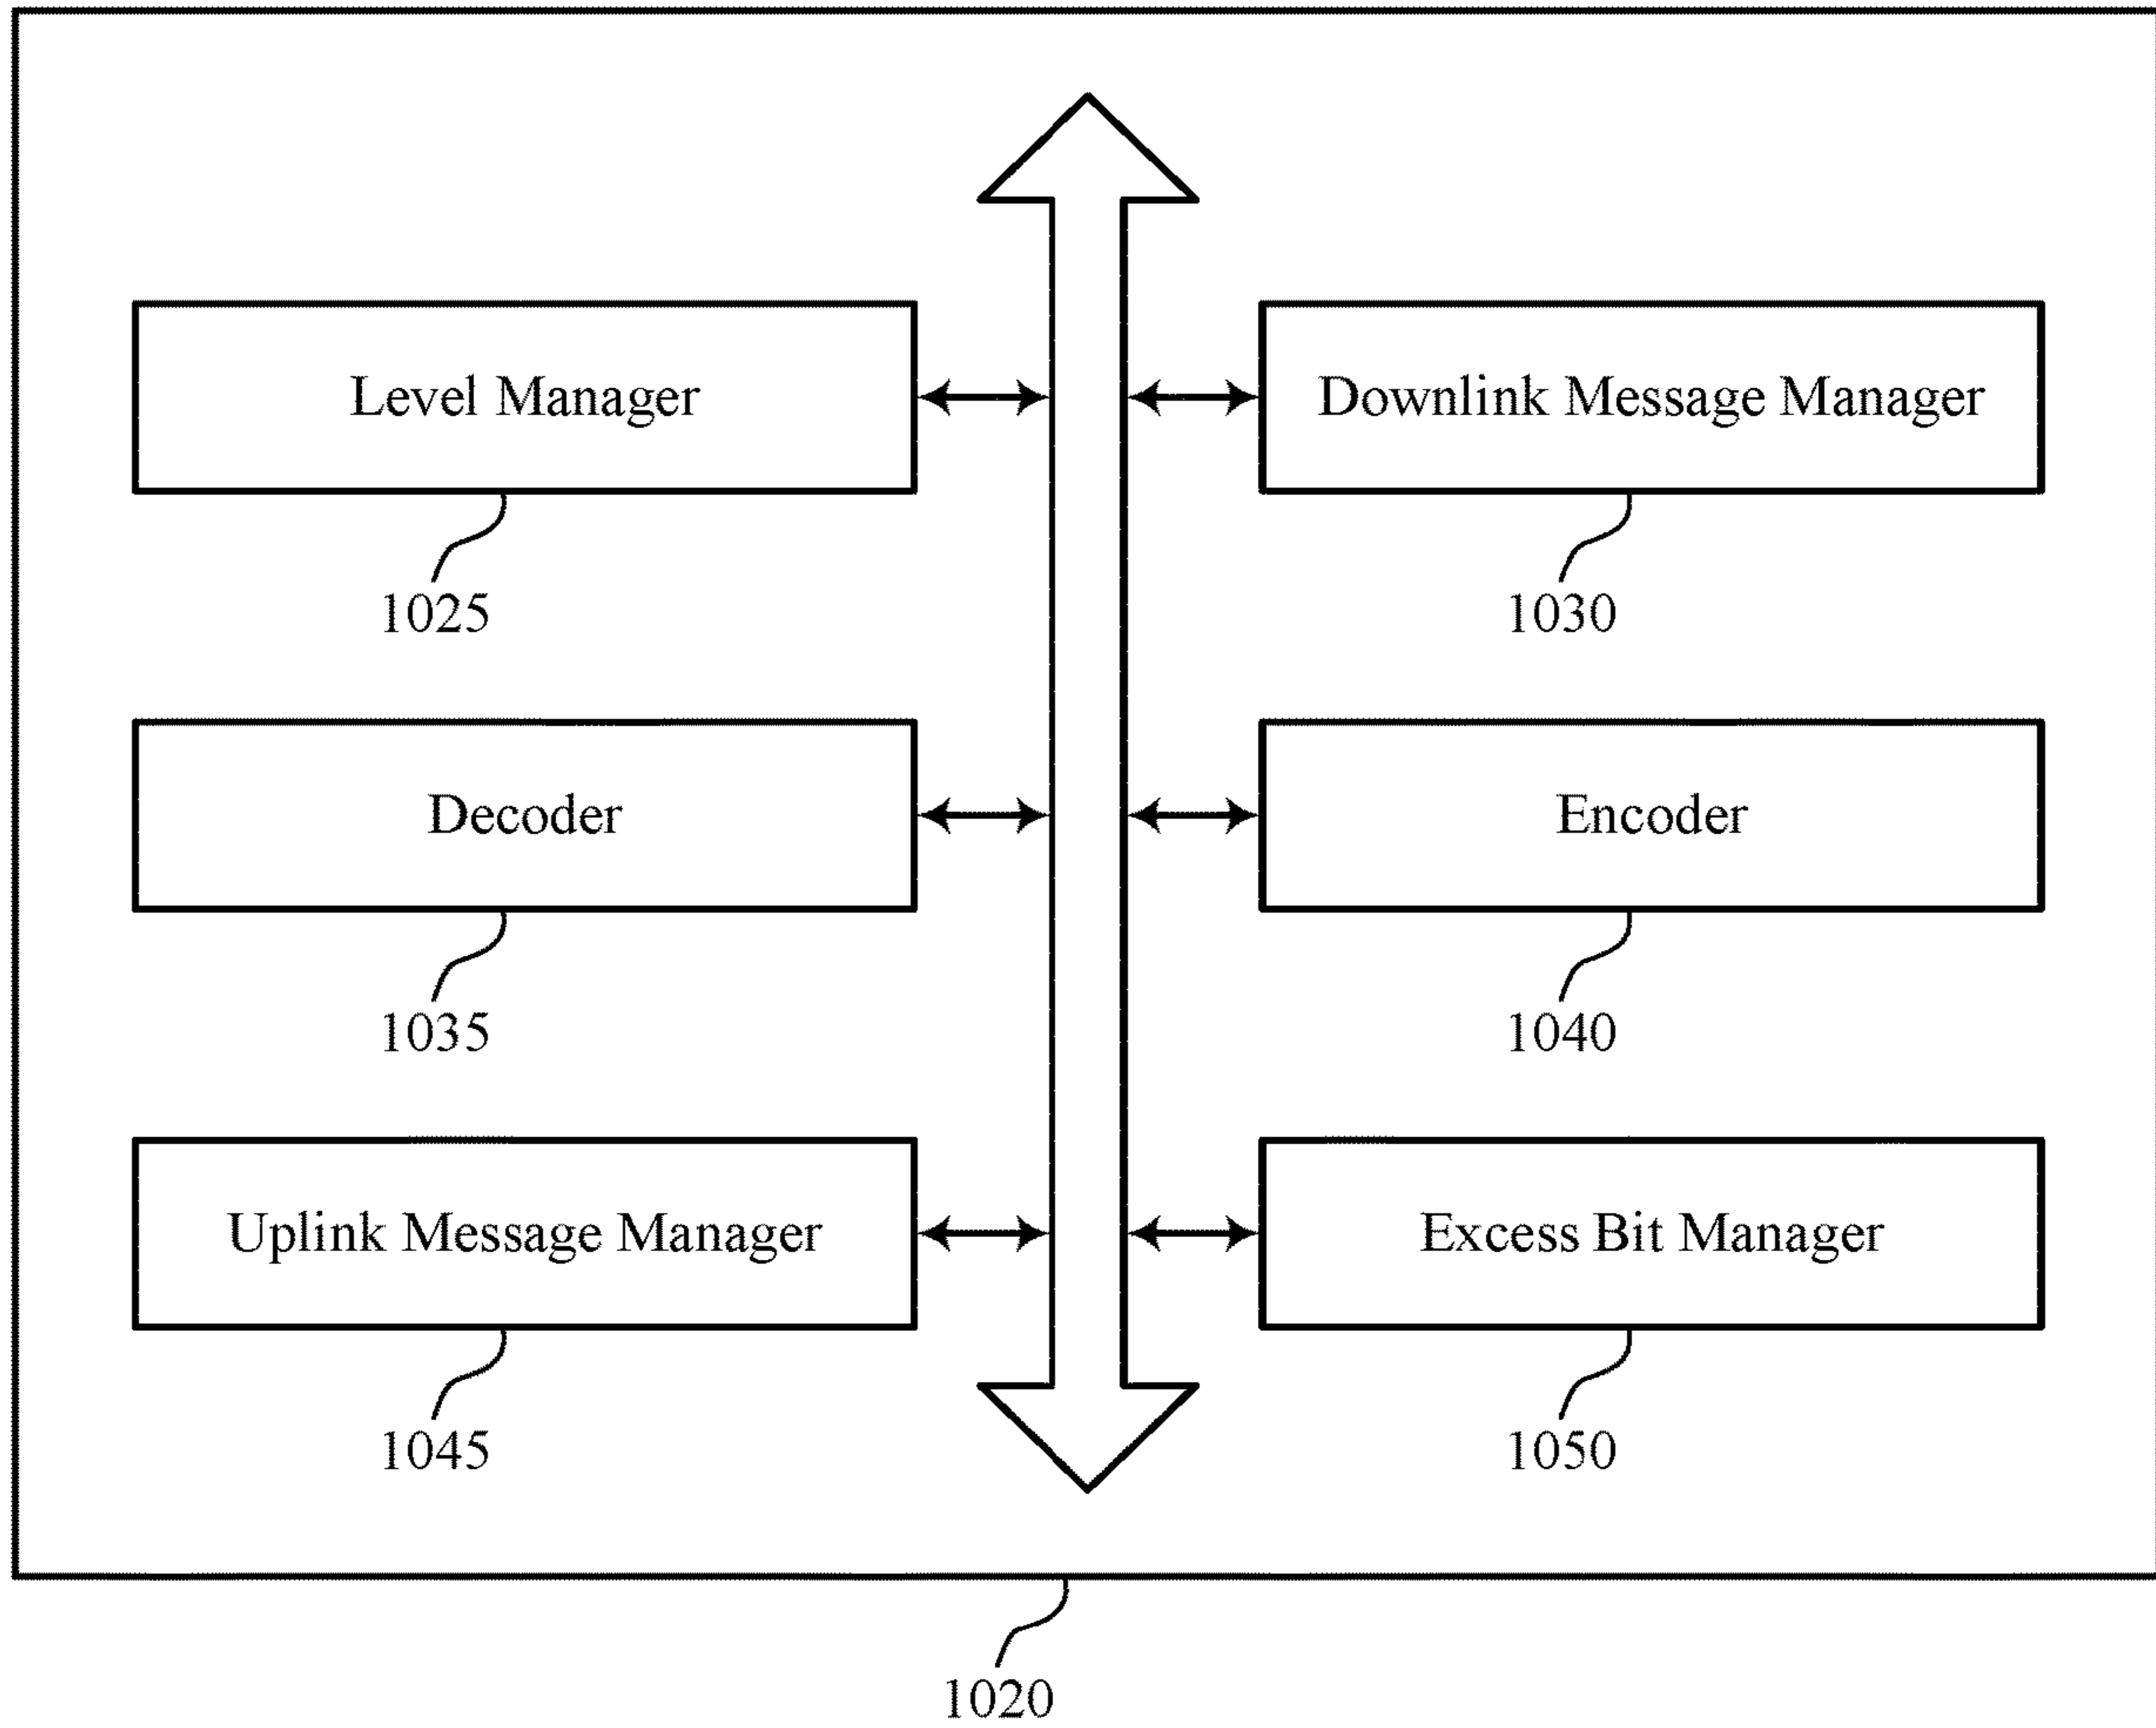 Level Manager
Downlink Message Manager
1025
1030
Decoder
Encoder
1035
1040
Uplink Message Manager
Excess Bit Manager
1045
1050
1020